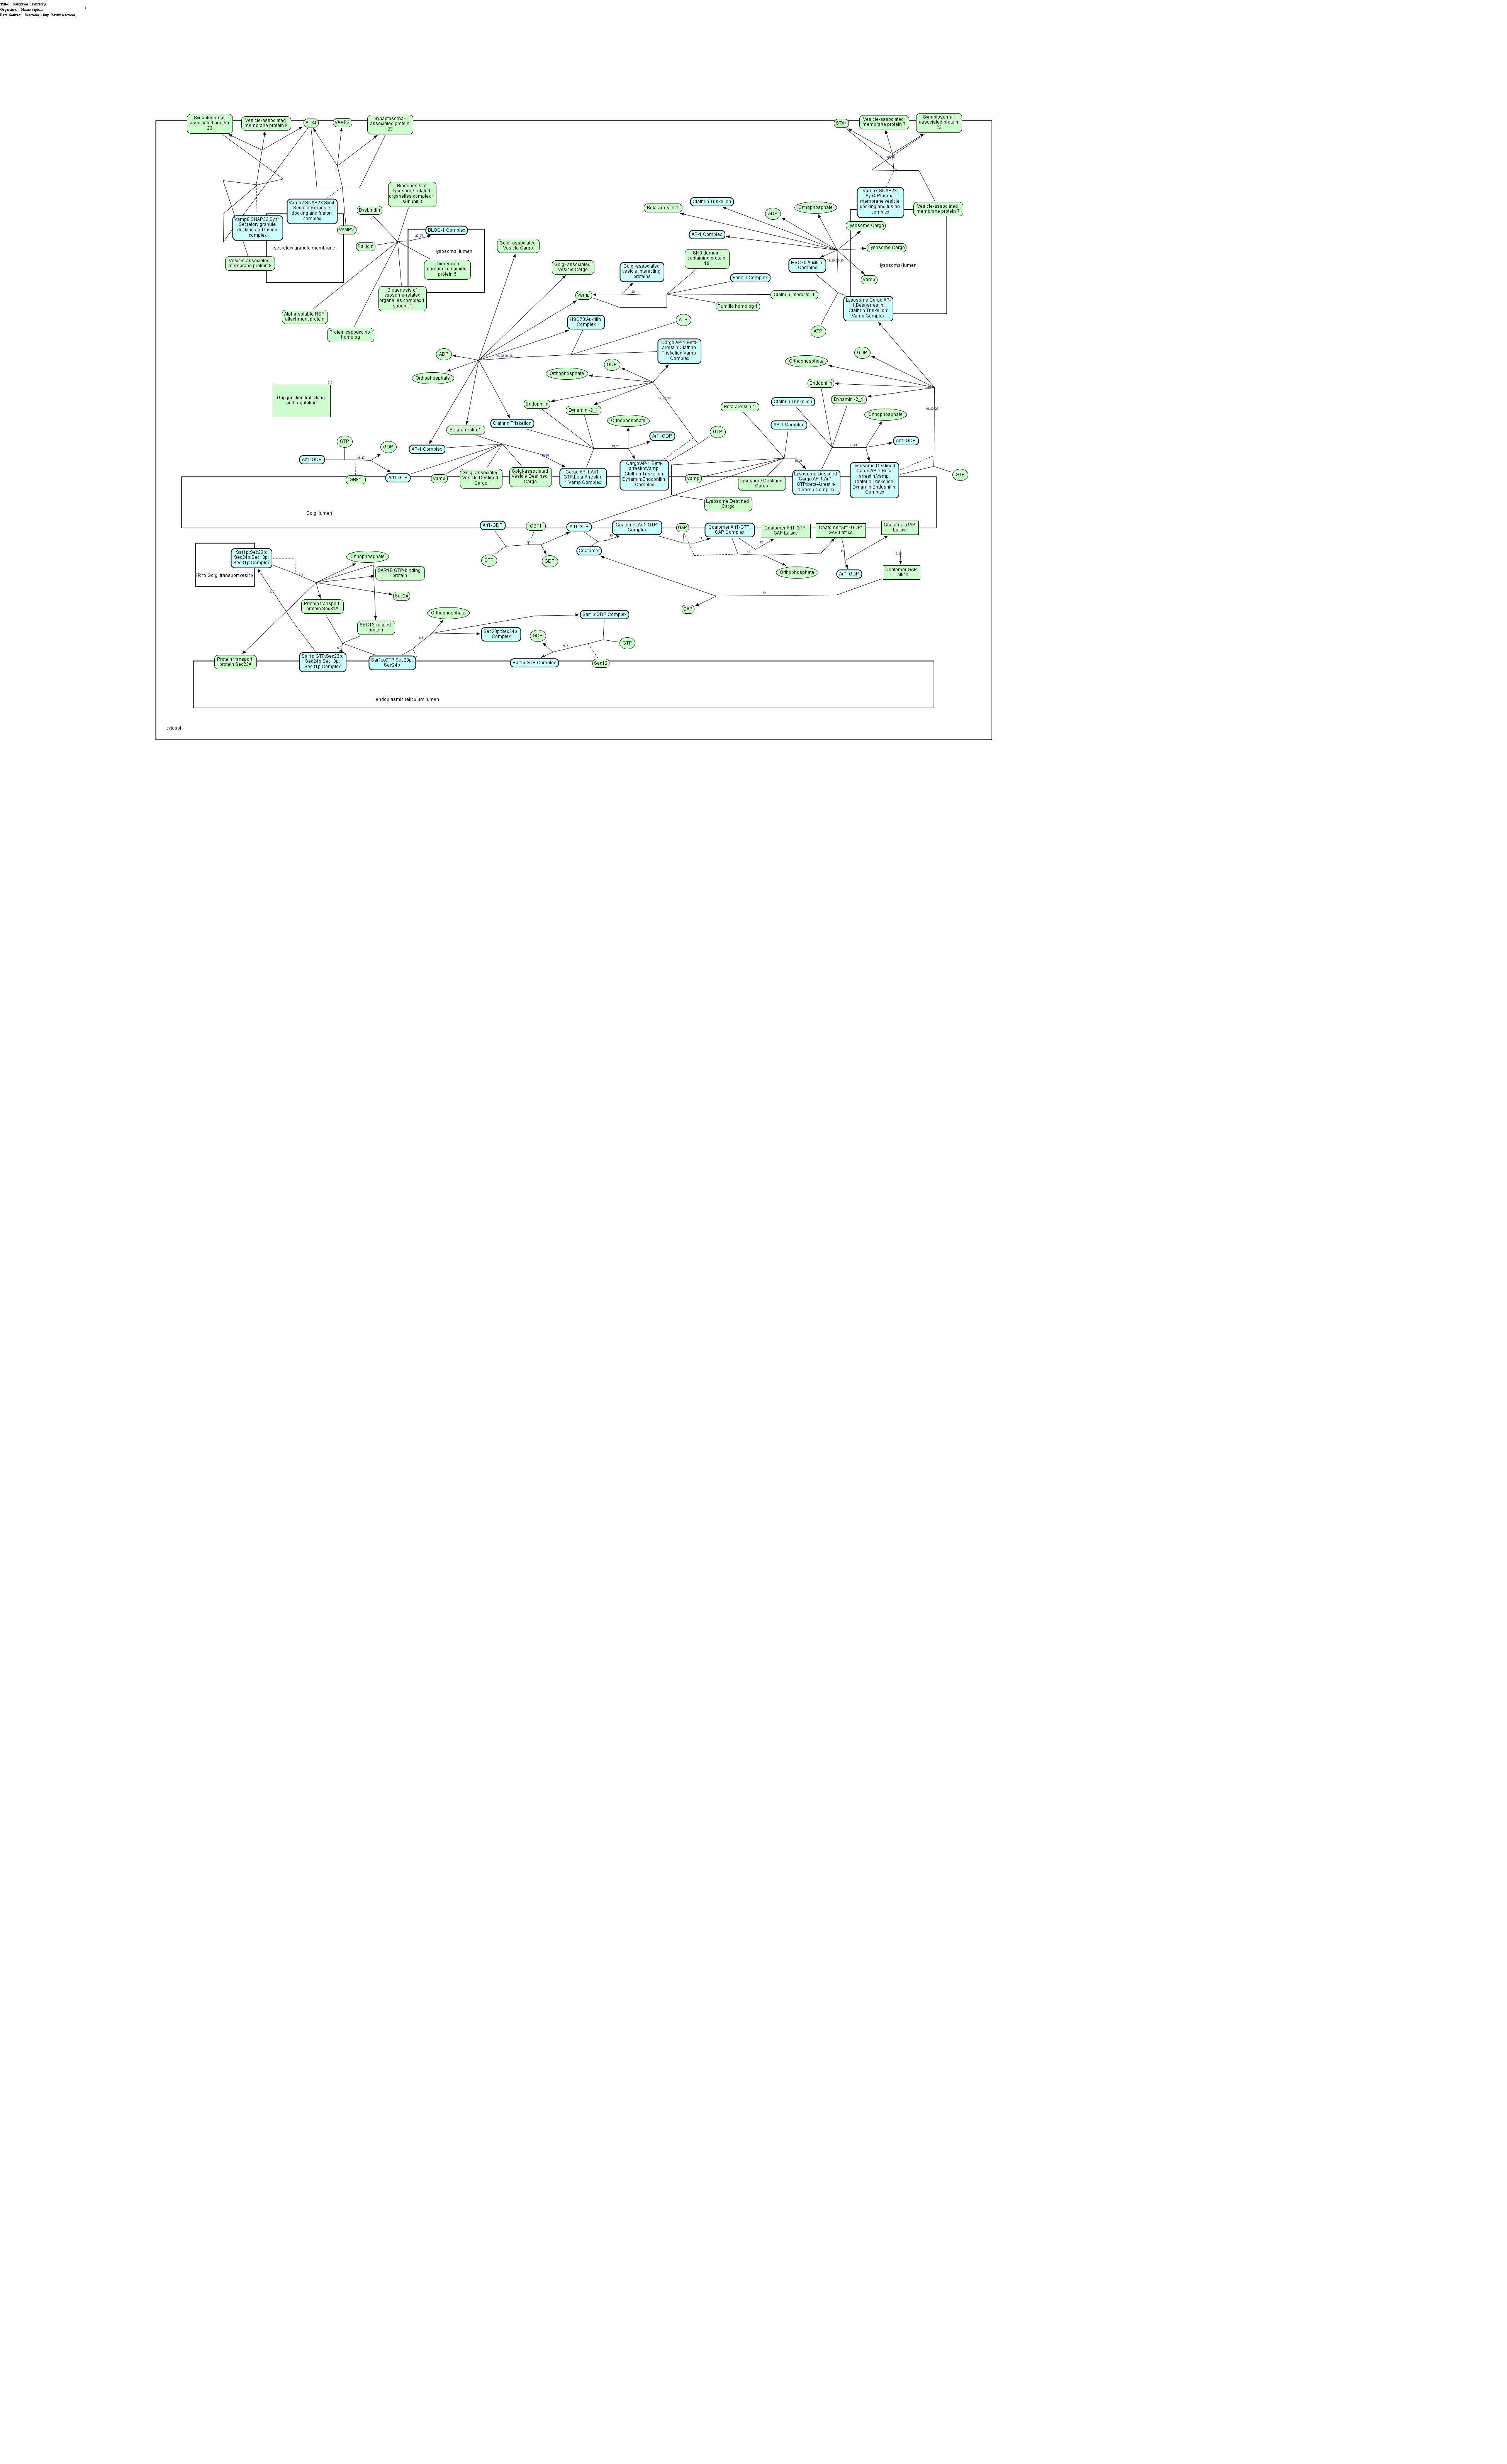 Title: Membrane Trafficking
Organism: Homo sapiens
Data Source: Reactome - http://www.reactome -
Synaptosomal-
associated protein
23
Vesicle-associated
membrane protein 8
STX4
VAMP2
Synaptosomal-
associated protein
23
STX4
Vesicle-associated
membrane protein 7
Synaptosomal-
associated protein
23
Biogenesis of
lysosome-related
organelles complex 1
subunit 3
Vamp2:SNAP23:Syn4
Secretory granule
docking and fusion
complex
Dyskindin
Vamp8:SNAP23:Syn4
Secretory granule
docking and fusion
complex
VAMP2
BLOC-1 Complex
Pallidin
secretory granule membrane
lysosomal lumen
Vesicle-associated
membrane protein 8
Thioredoxin
domain-containing
protein 5
Biogenesis of
lysosome-related
organelles complex 1
subunit 1
Alpha-soluble NSF
attachment protein
Protein cappuccino
homolog
Vamp7:SNAP23:
Syn4 Plasma
membrane vesicle
docking and fusion
complex
Clathrin Triskelion
Beta-arrestin-1
ADP
Orthophosphate
Vesicle-associated
membrane protein 7
AP-1 Complex
Lysosome Cargo
Lysosome Cargo
HSC70:Auxilin
Complex
lysosomal lumen
Vamp
Golgi-associated
Vesicle Cargo
Golgi-associated
Vesicle Cargo
Golgi-associated
vesicle interacting
proteins
SH3 domain-
containing protein
19
Ferritin Complex
Vamp
Clathrin interactor 1
Pumilio homolog 1
Lysosome Cargo:AP-
1:Beta-arrestin:
Clathrin Triskelion:
Vamp Complex
HSC70:Auxilin
Complex
ATP
ATP
Cargo:AP-1:Beta-
arrestin:Clathrin
Triskelion:Vamp
Complex
ADP
Orthophosphate
GDP
Orthophosphate
GDP
Orthophosphate
Endophilin
Gap junction trafficking
and regulation
Endophilin
Dynamin -2_1
Clathrin Triskelion
Dynamin -2_1
Beta-arrestin-1
Clathrin Triskelion
Orthophosphate
Orthophosphate
AP-1 Complex
Beta-arrestin-1
GTP
Arf1-GDP
Arf1-GDP
GTP
GDP
AP-1 Complex
Arf1-GDP
GBF1
Arf1-GTP
Vamp
Golgi-associated
Vesicle Destined
Cargo
Golgi-associated
Vesicle Destined
Cargo
Cargo:AP-1:Arf1-
GTP:beta-Arrestin-
1:Vamp Complex
Cargo:AP-1:Beta-
arrestin:Vamp:
Clathrin Triskelion:
Dynamin:Endophilin
Complex
Vamp
Lysosome Destined
Cargo
Lysosome Destined
Cargo:AP-1:Arf1-
GTP:beta-Arrestin-
1:Vamp Complex
Lysosome Destined
Cargo:AP-1:Beta-
arrestin:Vamp:
Clathrin Triskelion:
Dynamin:Endophilin
Complex
GTP
Lysosome Destined
Cargo
Golgi lumen
Arf1-GDP
GBF1
Arf1-GTP
Coatomer:Arf1-GTP
Complex
GAP
Coatomer:Arf1-GTP:
GAP Complex
Coatomer:Arf1-GTP:
GAP Lattice
Coatomer:Arf1-GDP:
GAP Lattice
Coatomer:GAP
Lattice
GTP
GDP
Coatomer
Orthophosphate
Arf1-GDP
Coatomer:GAP
Lattice
GAP
Sar1p:Sec23p:
Sec24p:Sec13p:
Sec31p Complex
Orthophosphate
ER to Golgi transport vesicle
SAR1B GTP-binding
protein
Sec24
Protein transport
protein Sec31A
SEC13-related
protein
Orthophosphate
Sar1p:GDP Complex
Sec23p:Sec24p
Complex
GDP
GTP
Protein transport
protein Sec23A
Sar1p:GTP:Sec23p:
Sec24p:Sec13p:
Sec31p Complex
Sar1p:GTP:Sec23p:
Sec24p
Sar1p:GTP Complex
Sec12
endoplasmic reticulum lumen
cytosol